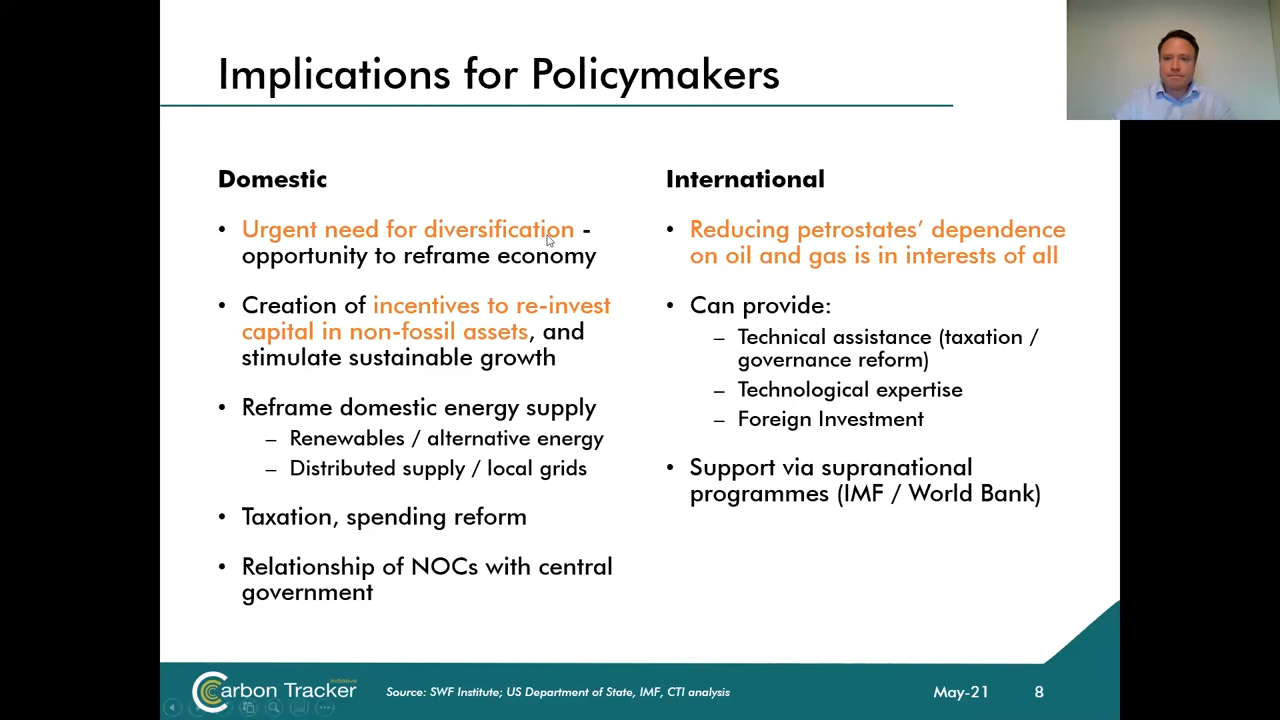 Implications for Policymakers
Domestic
• Urgent need for diversification -
opportunity to reframe economy
• Creation of incentives to re-invest
capital in non-fossil assets, and
stimulate sustainable growth
• Reframe domestic energy supply
– Renewables / alternative energy
– Distributed supply / local grids
• Taxation, spending reform
• Relationship of NOCs with central
government
International
• Reducing petrostates’ dependence
on oil and gas is in interests of all
• Can provide:
– Technical assistance (taxation /
governance reform)
– Technological expertise
– Foreign Investment
• Support via supranational
programmes (IMF / World Bank)
Carbon Tracker
initiative
Source: SWF Institute; US Department of State, IMF, CTI analysis
May-21
8